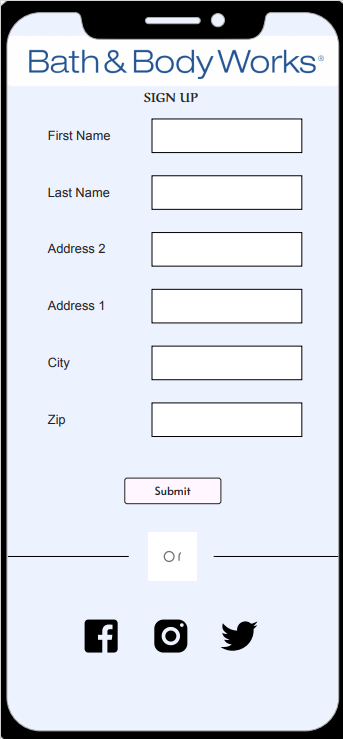 Bath & Body Works®
SIGN UP
First Name
Last Name
Address 2
Address 1
City
Zip
Submit
Or